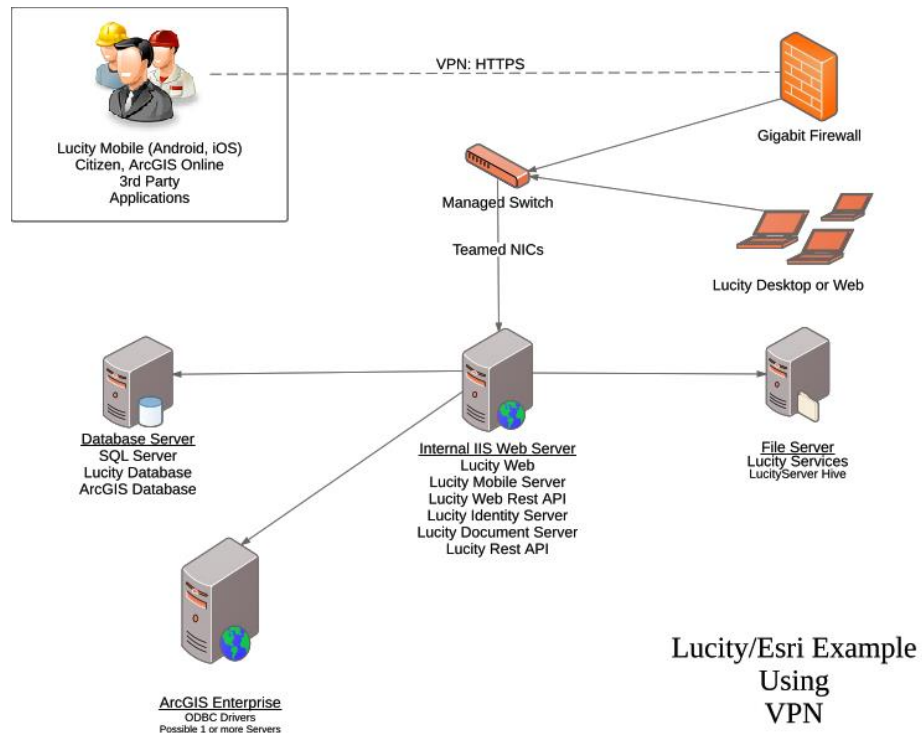 VPN: HTTPS
Gigabit Firewall
Lucity Mobile (Android, iOS)
Citizen, ArcGIS Online
3rd Party
Applications
Managed Switch
Teamed NICs
Lucity Desktop or Web
Database Server
SQL Server
Lucity Database
ArcGIS Database
Internal IIS Web Server
Lucity Web
Lucity Mobile Server
Lucity Web Rest API
Lucity Identity Server
Lucity Document Server
Lucity Rest API
File Server
Lucity Services
LucityServer Hive
ArcGIS Enterprise
ODBC Drivers
Possible 1 or more Servers
Lucity/Esri Example
Using
VPN